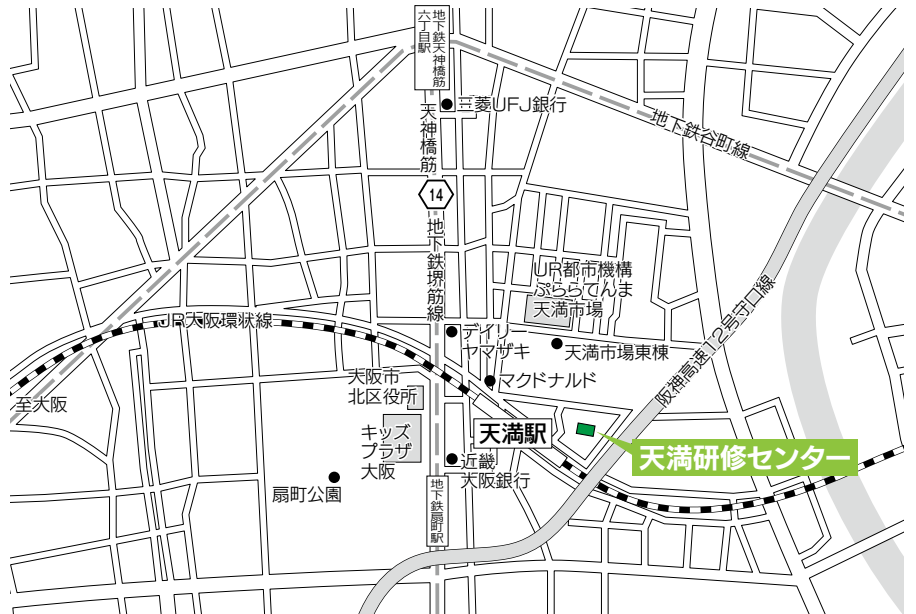 地下鉄天神橋筋
六丁目駅
三菱UFJ銀行
天神橋筋
地下鉄谷町線
14
地下鉄堺筋線
UR都市機構
ぷららてんま
天満市場
阪神高速12号守口線
JR大阪環状線
デイリー
ヤマザキ
天満市場東棟
マクドナルド
至大阪
大阪市
北区役所
天満駅
キッズ
プラザ
大阪
天満研修センター
近畿
大阪銀行
扇町公園
地下鉄扇町駅